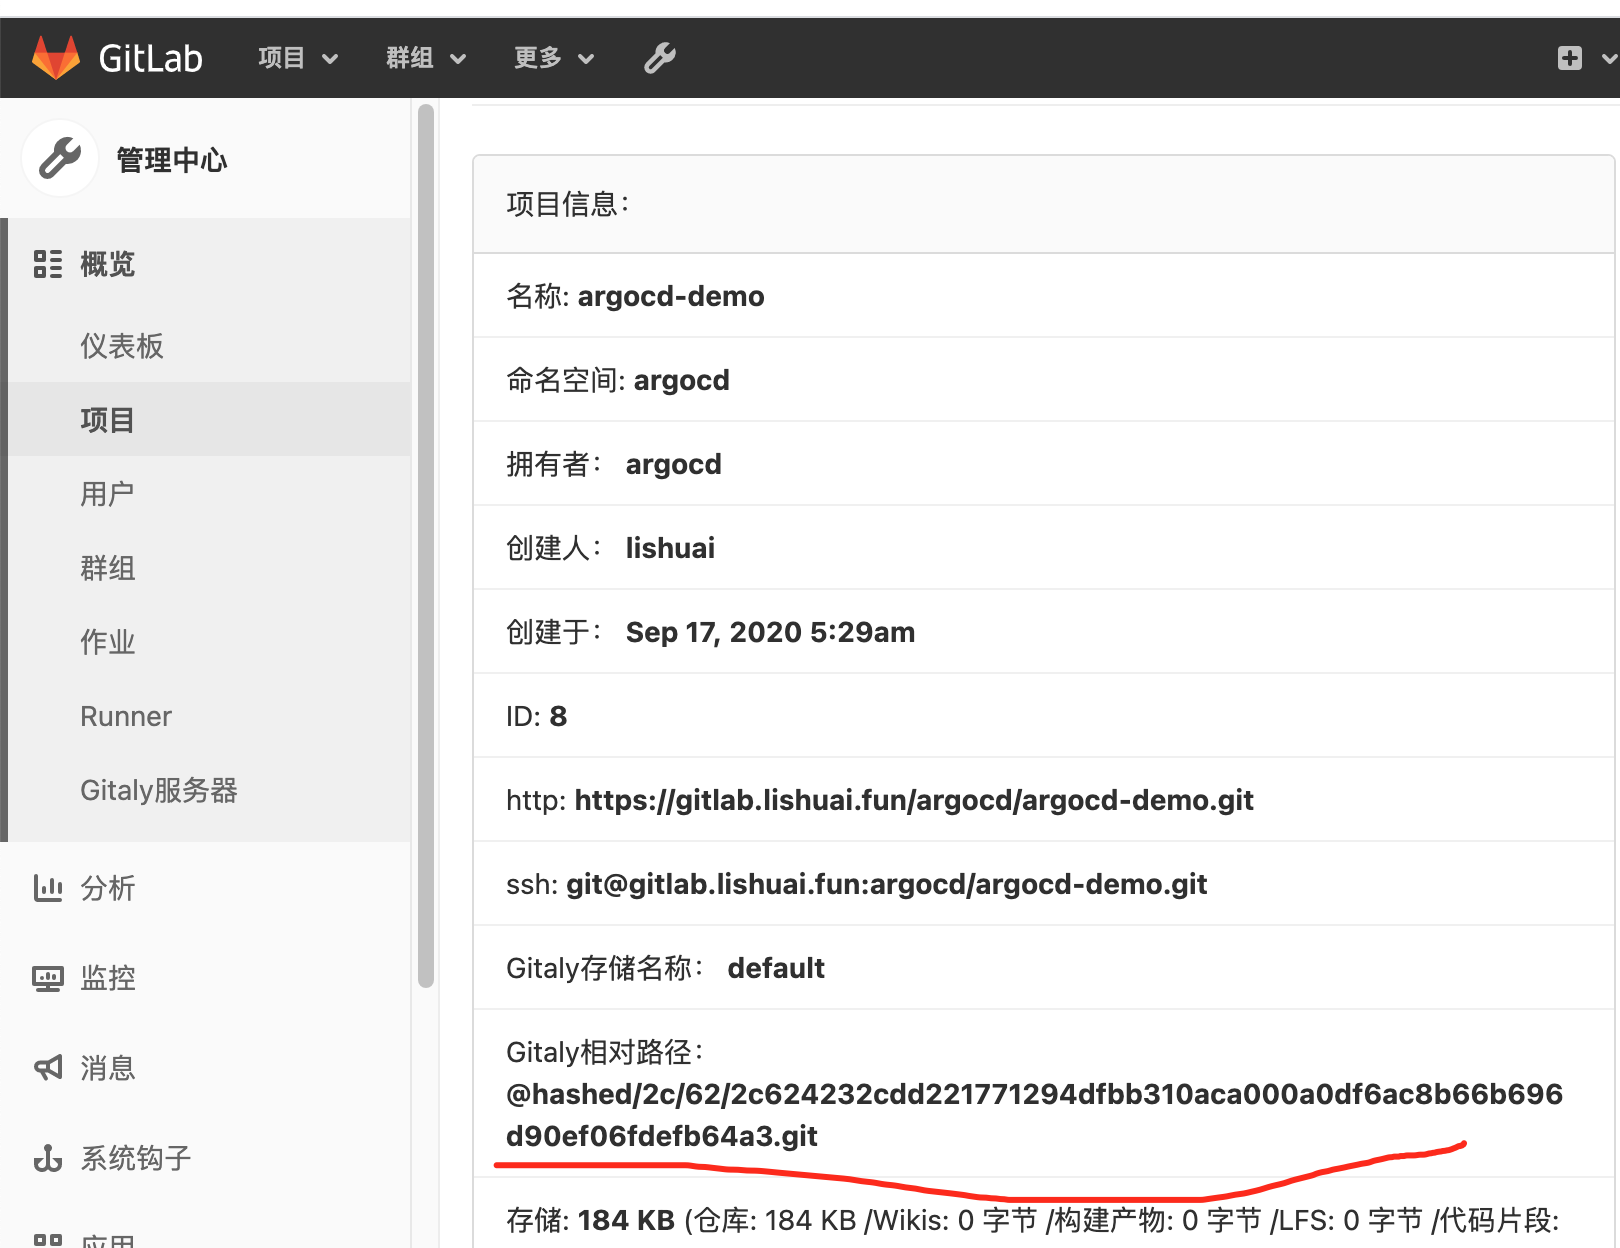 GitLab 项目 群组 更多
管理中心
概览
仪表板
项目
用户
群组
作业
Runner
Gitaly服务器
分析
监控
消息
系统钩子
应用
项目信息：
名称: argocd-demo
命名空间: argocd
拥有者： argocd
创建人： lishuai
创建于： Sep 17, 2020 5:29am
ID: 8
http: https://gitlab.lishuai.fun/argocd/argocd-demo.git
ssh: git@gitlab.lishuai.fun:argocd/argocd-demo.git
Gitaly存储名称： default
Gitaly相对路径：
@hashed/2c/62/2c624232cdd221771294dfbb310aca000a0df6ac8b66b696
d90ef06fdefb64a3.git
存储: 184 KB (仓库: 184 KB /Wikis: 0 字节 /构建产物: 0 字节 /LFS: 0 字节 /代码片段: